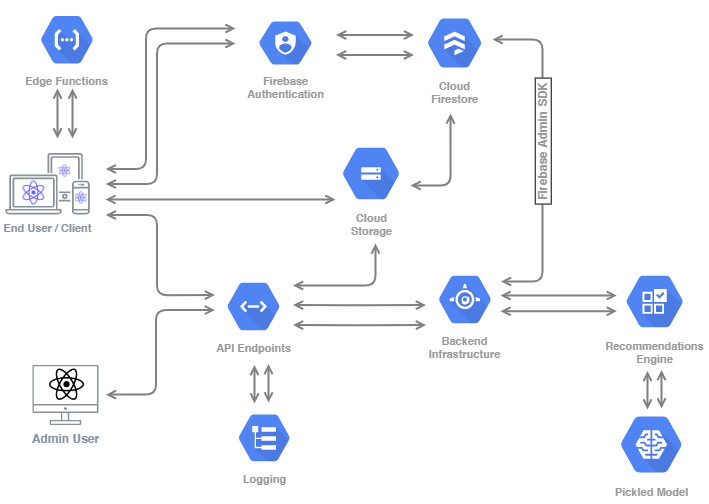 Edge Functions
Firebase
Authentication
Cloud
Firestore
Firebase Admin SDK
End User / Client
Cloud
Storage
API Endpoints
Backend
Infrastructure
Recommendations
Engine
Admin User
Logging
Pickled Model